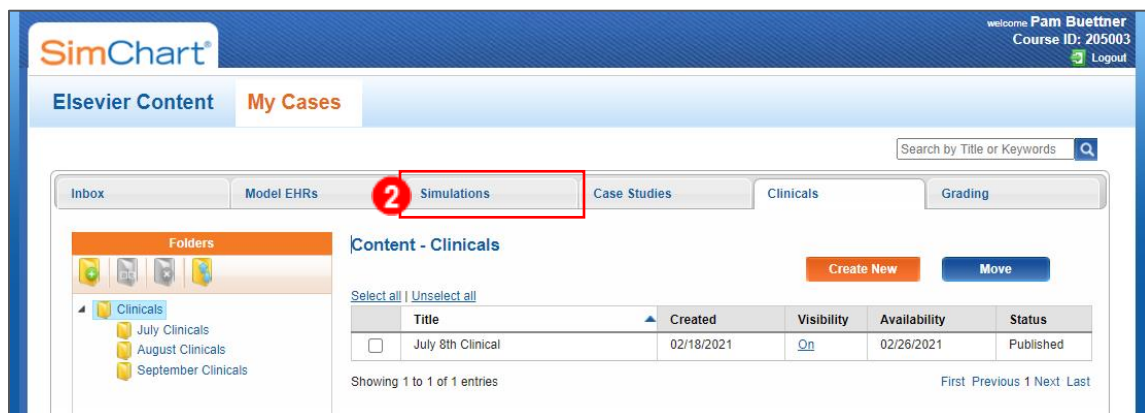 welcome Pam Buettner
SimChart®
Course ID: 205003
Logout
Elsevier Content My Cases
Search by Title or Keywords
Inbox Model EHRs 2 Simulations Case Studies Clinicals Grading
Folders
Content - Clinicals
Create New Move
Select all | Unselect all
Clinicals
July Clinicals
August Clinicals
September Clinicals
Title Created Visibility Availability Status
July 8th Clinical 02/18/2021 On 02/26/2021 Published
Showing 1 to 1 of 1 entries First Previous 1 Next Last